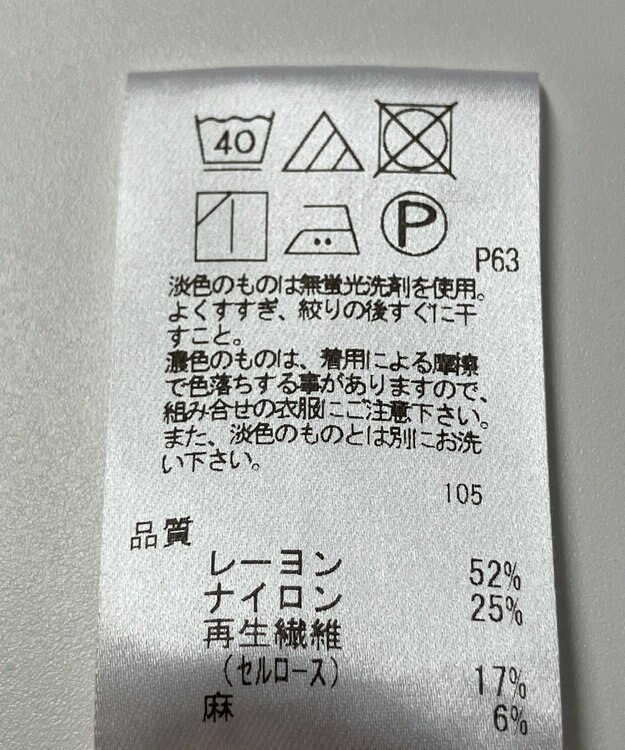 40
P
P63
淡色のものは無蛍光洗剤を使用。
よくすすぎ、絞りの後すぐに干
すこと。
濃色のものは、着用による摩擦
で色落ちする事がありますので、
組み合せの衣服にご注意下さい。
また、淡色のものとは別にお洗
い下さい。
105
品質
レーヨン 52%
ナイロン 25%
再生繊維
(セルロース) 17%
麻 6%